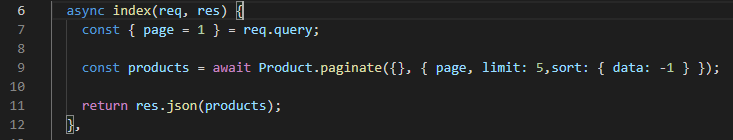 6 async index(req, res) {
7 const { page = 1 } = req.query;
8
9 const products = await Product.paginate({}, { page, limit: 5,sort: { data: -1 } });
10
11 return res.json(products);
12 },